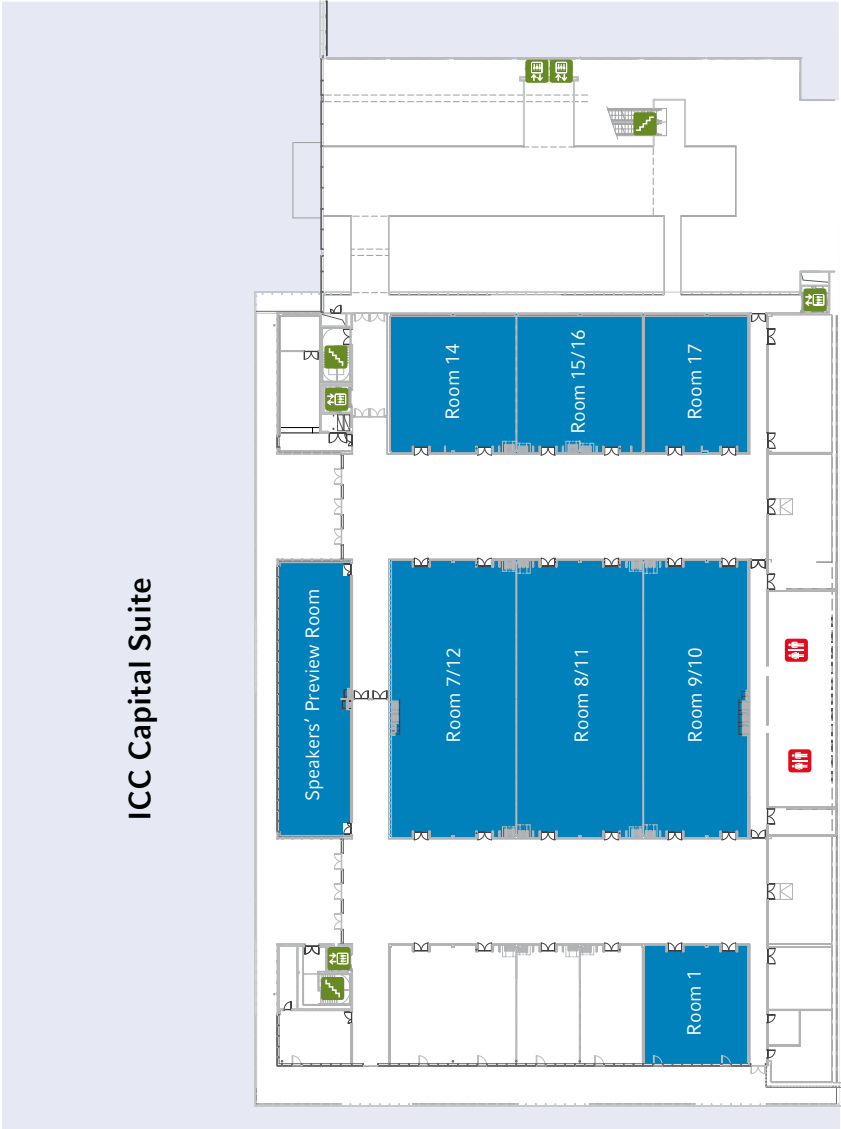 ICC Capital Suite
Speakers’ Preview Room
Room 14
Room 15/16
Room 17
Room 7/12
Room 8/11
Room 9/10
Room 1